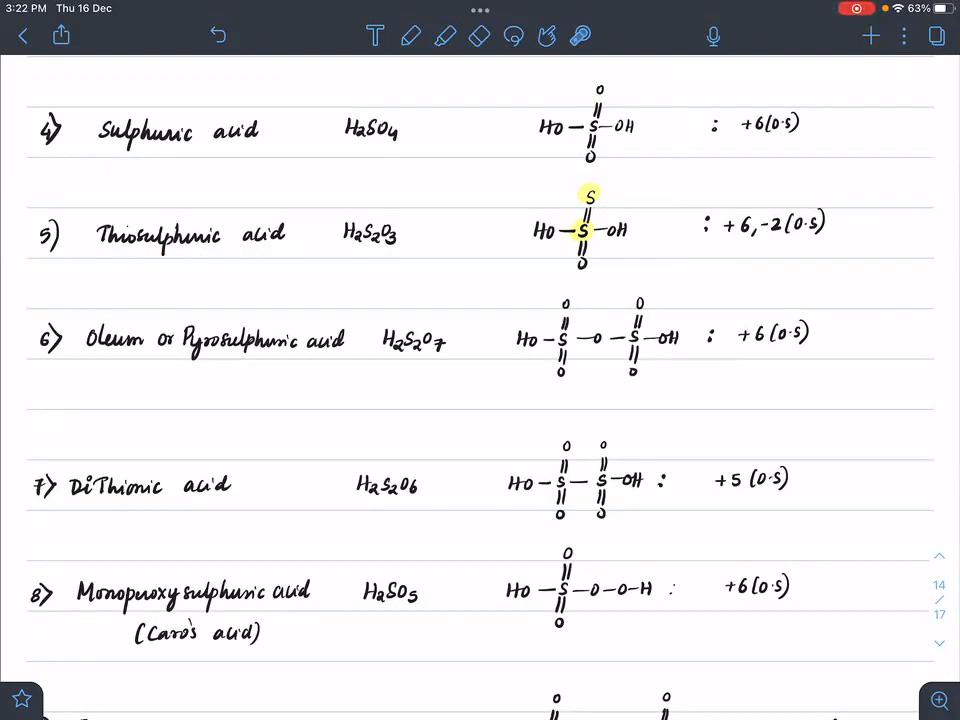 3:22 PM Thu 16 Dec
63%
T
4) Sulphuric acid H2SO4 : +6(O.S)
O
HO-S-OH
O
5) Thiosulphuric acid H2S2O3 : +6,-2(O.S)
S
HO-S-OH
O
6) Oleum or Pyrosulphuric acid H2S2O7 : +6(O.S)
O O
HO-S-O-S-OH
O O
7) DiThionic acid H2S2O6 : +5(O.S)
O O
HO-S-S-OH
O O
8) Monoperoxysulphuric acid H2SO5 : +6(O.S)
O
HO-S-O-O-H
O
(Caro's acid)
14
/
17
O O